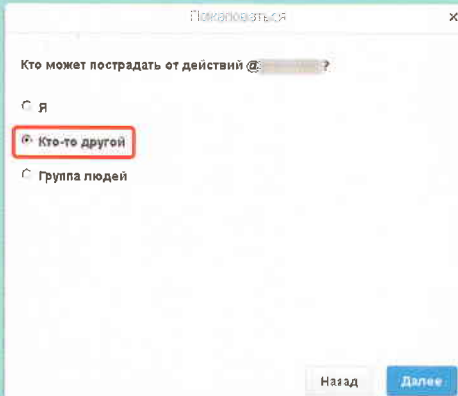 Пожаловаться x
Кто может пострадать от действий @ ?
Я
Кто-то другой
Группа людей
Назад Далее